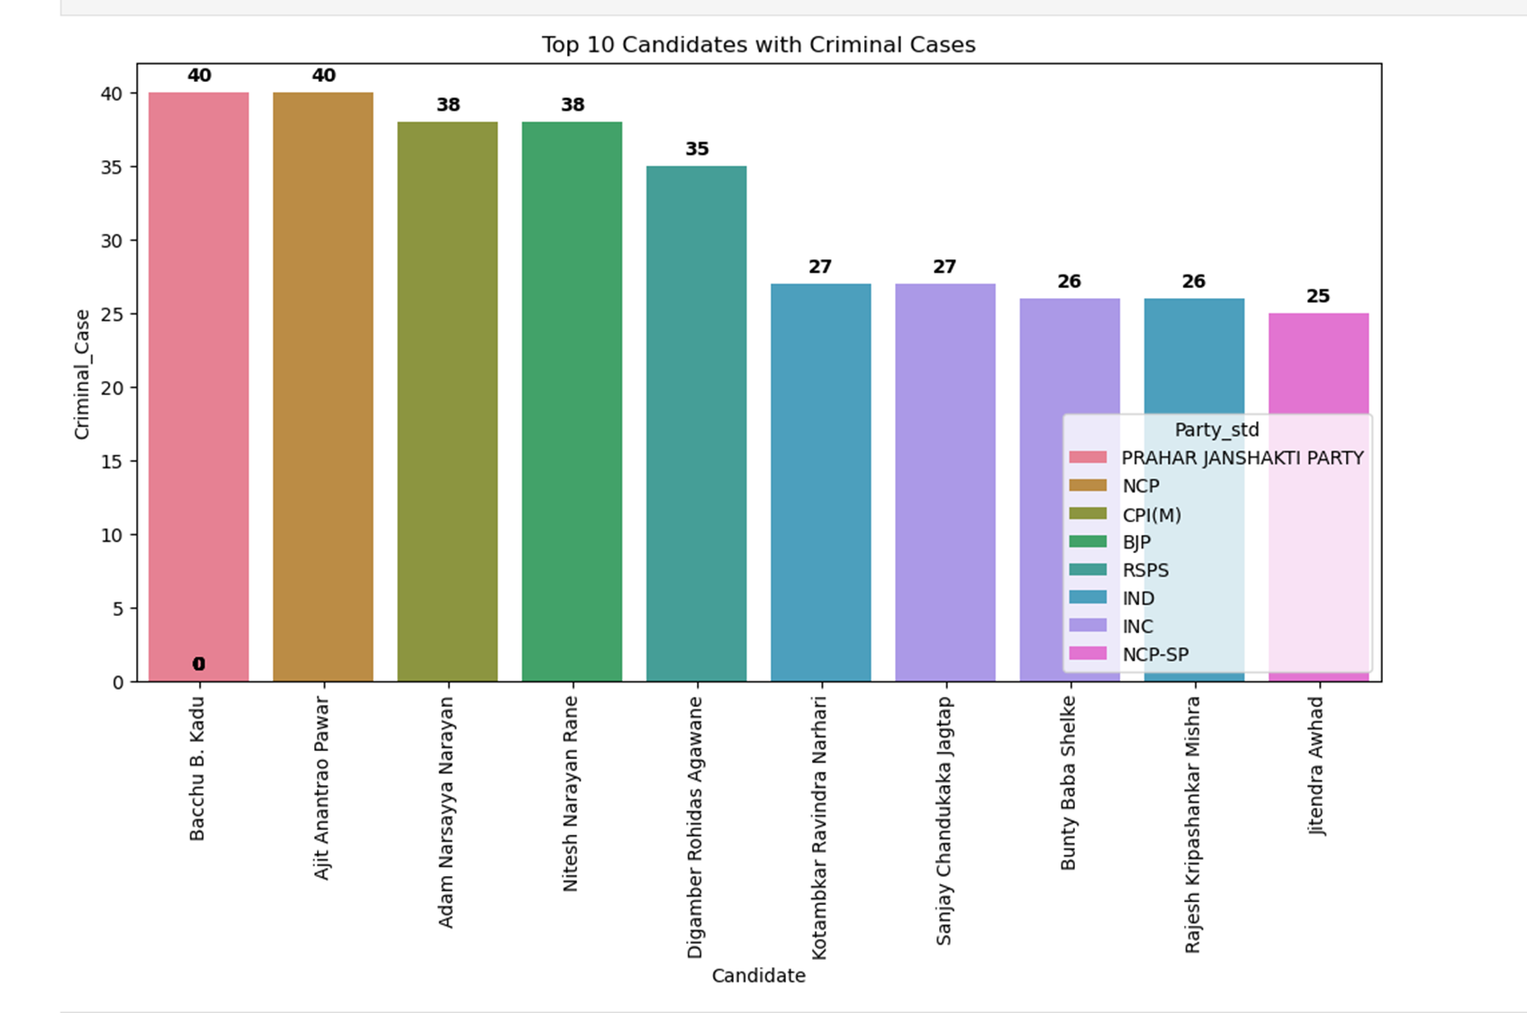 Top 10 Candidates with Criminal Cases
40
40
38
38
35
27
27
26
26
25
Criminal_Case
40
35
30
25
20
15
10
5
0
0
Party_std
PRAHAR JANSHAKTI PARTY
NCP
CPI(M)
BJP
RSPS
IND
INC
NCP-SP
Bacchu B. Kadu
Ajit Anantrao Pawar
Adam Narsayya Narayan
Nitesh Narayan Rane
Digamber Rohidas Agawane
Kotambkar Ravindra Narhari
Sanjay Chandukaka Jagtap
Bunty Baba Shelke
Rajesh Kripashankar Mishra
Jitendra Awhad
Candidate